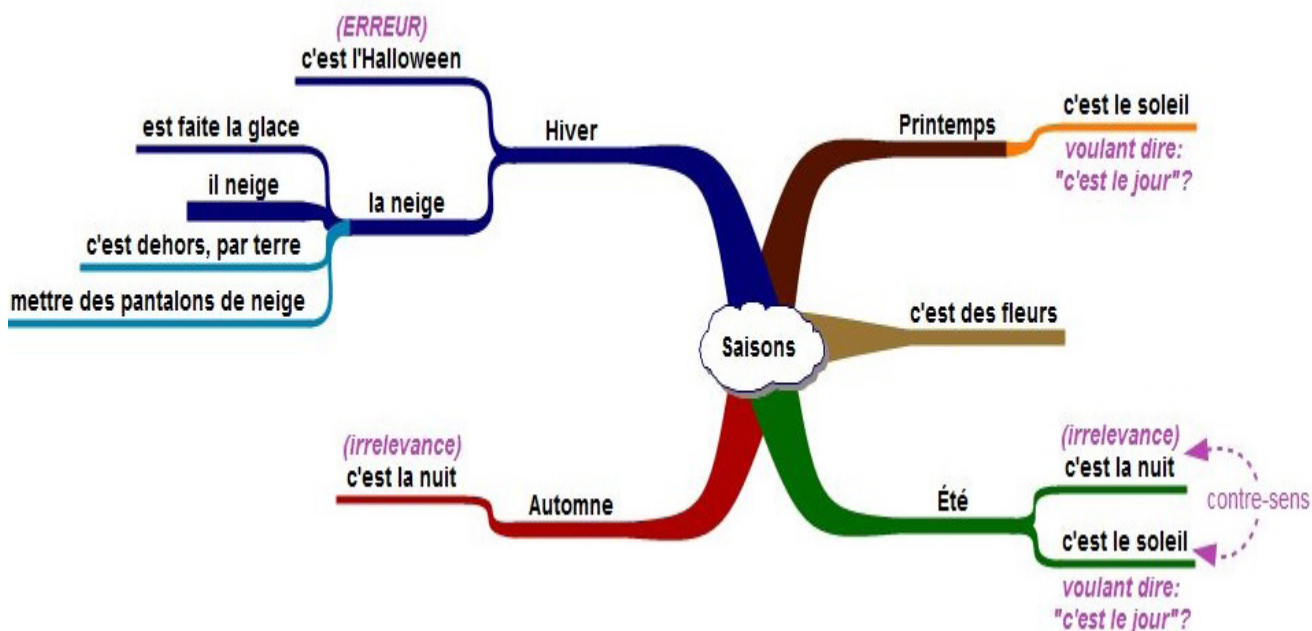 (ERREUR)
c'est l'Halloween
est faite la glace
il neige
c'est dehors, par terre
mettre des pantalons de neige
la neige
Hiver
Printemps
c'est le soleil
voulant dire:
"c'est le jour"?
Saisons
c'est des fleurs
(irrelevance)
c'est la nuit
Automne
Été
(irrelevance)
c'est la nuit
contre-sens
c'est le soleil
voulant dire:
"c'est le jour"?